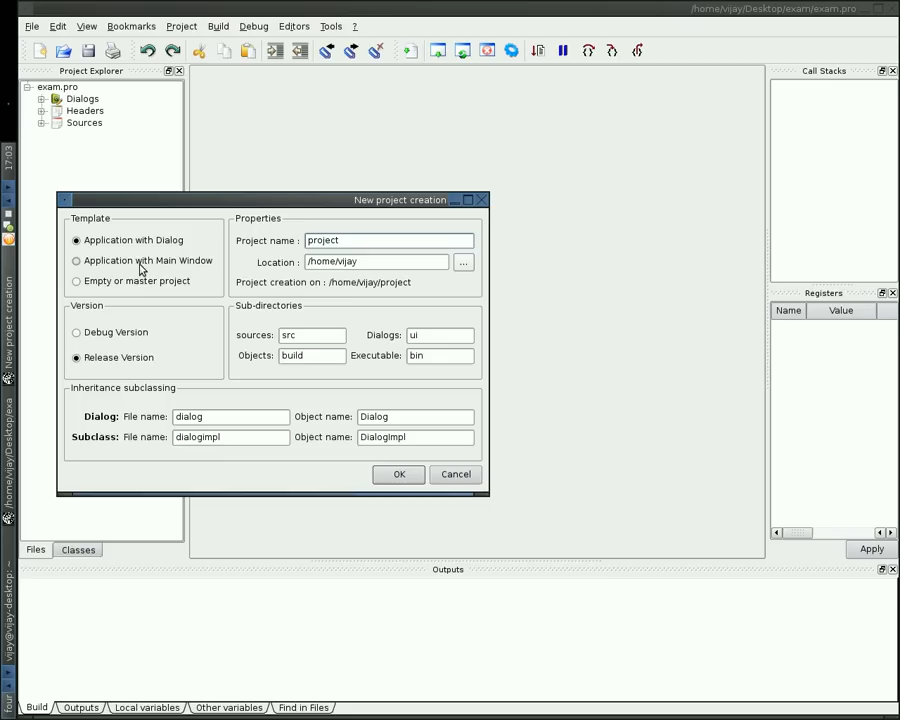 /home/vijay/Desktop/exam/exam.pro
File Edit View Bookmarks Project Build Debug Editors Tools ?
Project Explorer
Call Stacks
exam.pro
Dialogs
Headers
Sources
17:03
New project creation
/home/vijay/Desktop/exa
vijay@vijay-desktop: ~
four
New project creation
Template
Application with Dialog
Application with Main Window
Empty or master project
Properties
Project name : project
Location : /home/vijay ...
Project creation on : /home/vijay/project
Version
Debug Version
Release Version
Sub-directories
sources: src Dialogs: ui
Objects: build Executable: bin
Inheritance subclassing
Dialog: File name: dialog Object name: Dialog
Subclass: File name: dialogimpl Object name: DialogImpl
OK Cancel
Registers
Name Value
Apply
Files Classes
Outputs
Build Outputs Local variables Other variables Find in Files